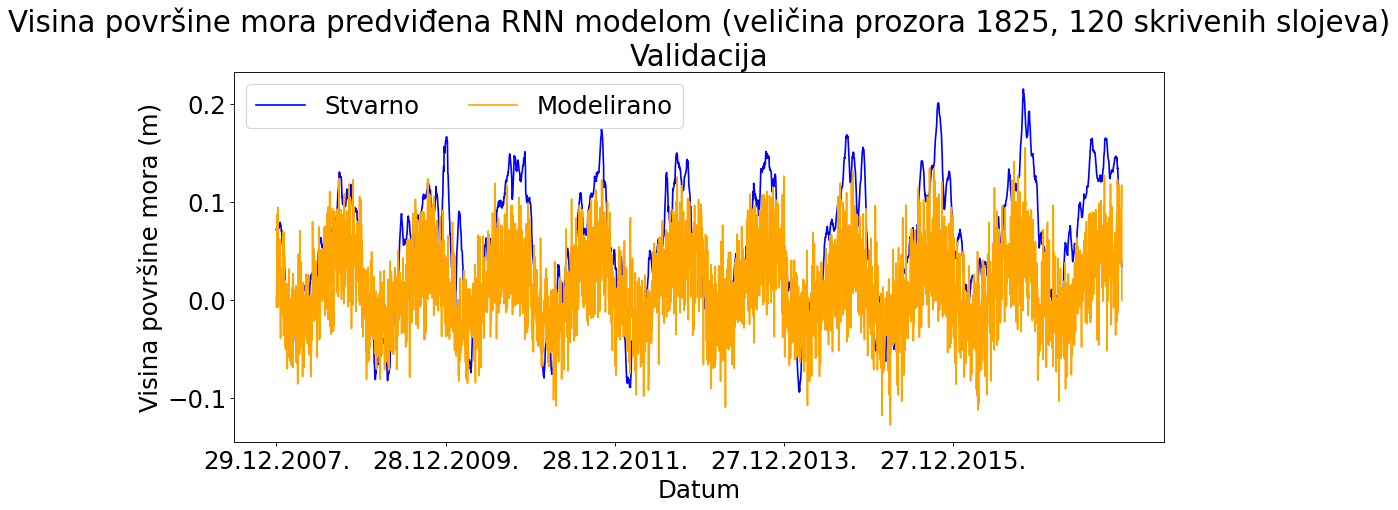 Visina površine mora predviđena RNN modelom (veličina prozora 1825, 120 skrivenih slojeva)
Validacija
Stvarno Modelirano
Visina površine mora (m)
0.2
0.1
0.0
−0.1
29.12.2007. 28.12.2009. 28.12.2011. 27.12.2013. 27.12.2015.
Datum